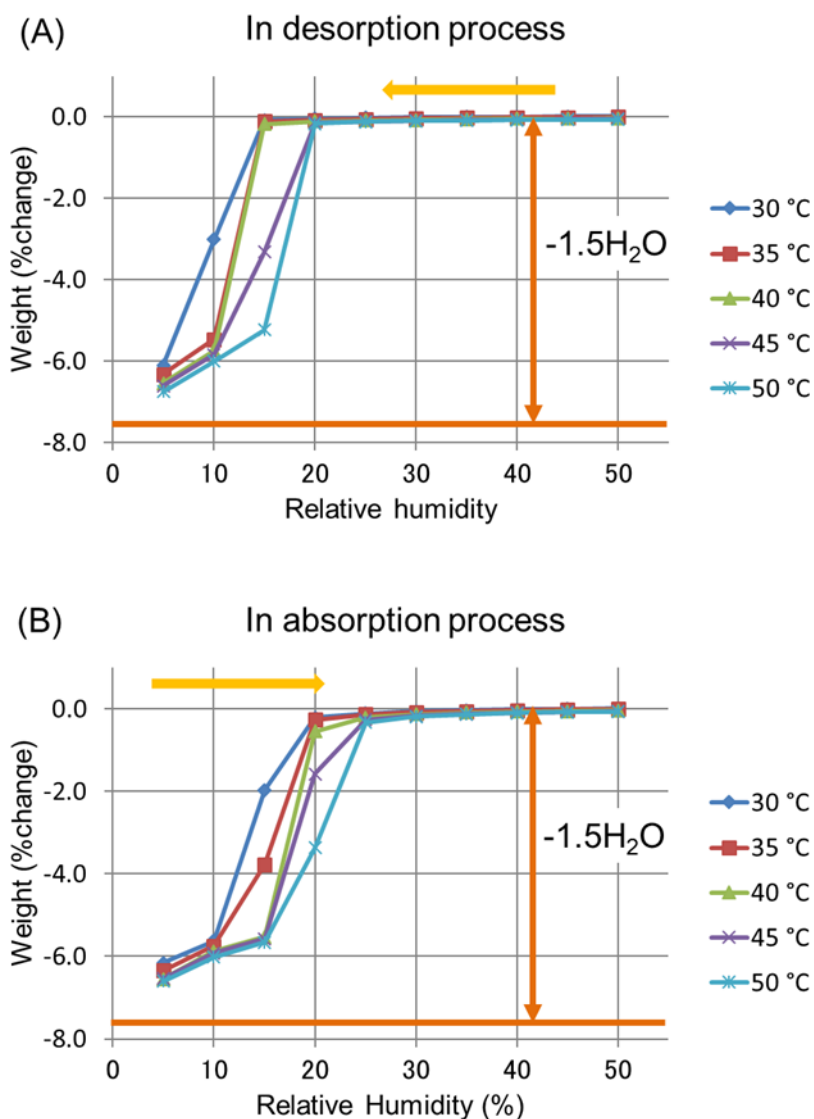 (A)
In desorption process
Weight (%change)
0.0
-2.0
-4.0
-6.0
-8.0
0 10 20 30 40 50
Relative humidity
-1.5H₂O
30 °C
35 °C
40 °C
45 °C
50 °C
(B)
In absorption process
Weight (%change)
0.0
-2.0
-4.0
-6.0
-8.0
0 10 20 30 40 50
Relative Humidity (%)
-1.5H₂O
30 °C
35 °C
40 °C
45 °C
50 °C